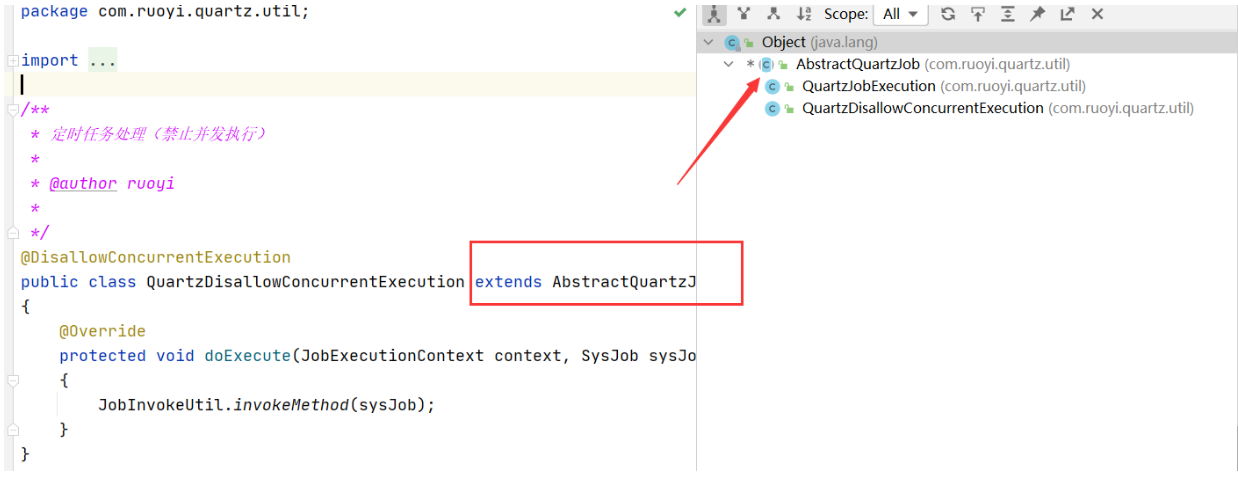 package com.ruoyi.quartz.util;
import ...
/**
* 定时任务处理（禁止并发执行）
*
* @author ruoyi
*
*/
@DisallowConcurrentExecution
public class QuartzDisallowConcurrentExecution extends AbstractQuartzJ
{
@Override
protected void doExecute(JobExecutionContext context, SysJob sysJo
{
JobInvokeUtil.invokeMethod(sysJob);
}
}
Scope: All
Object (java.lang)
* AbstractQuartzJob (com.ruoyi.quartz.util)
QuartzJobExecution (com.ruoyi.quartz.util)
QuartzDisallowConcurrentExecution (com.ruoyi.quartz.util)